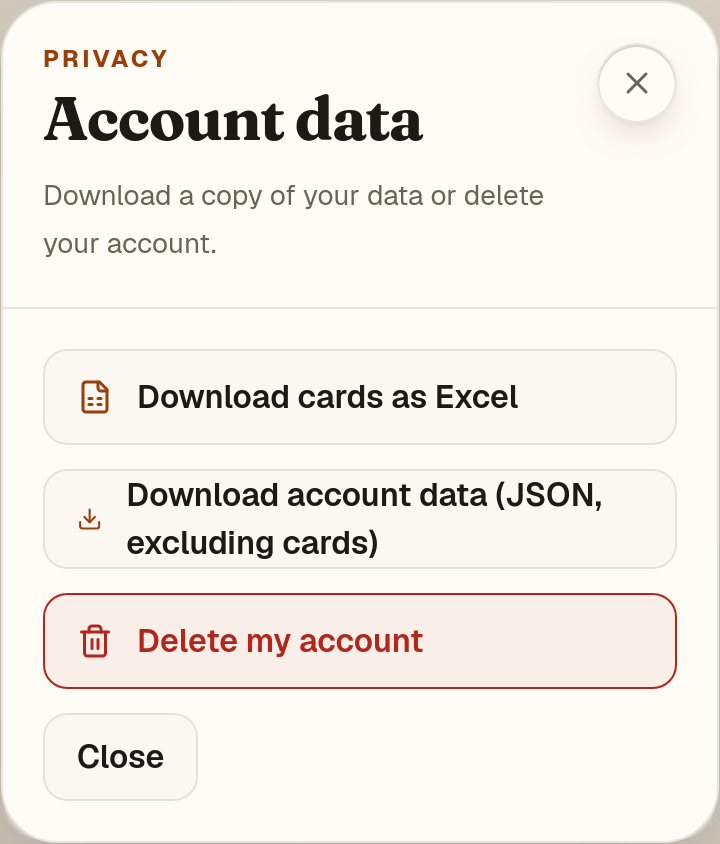 PRIVACY
Account data
Download a copy of your data or delete
your account.
Download cards as Excel
Download account data (JSON,
excluding cards)
Delete my account
Close